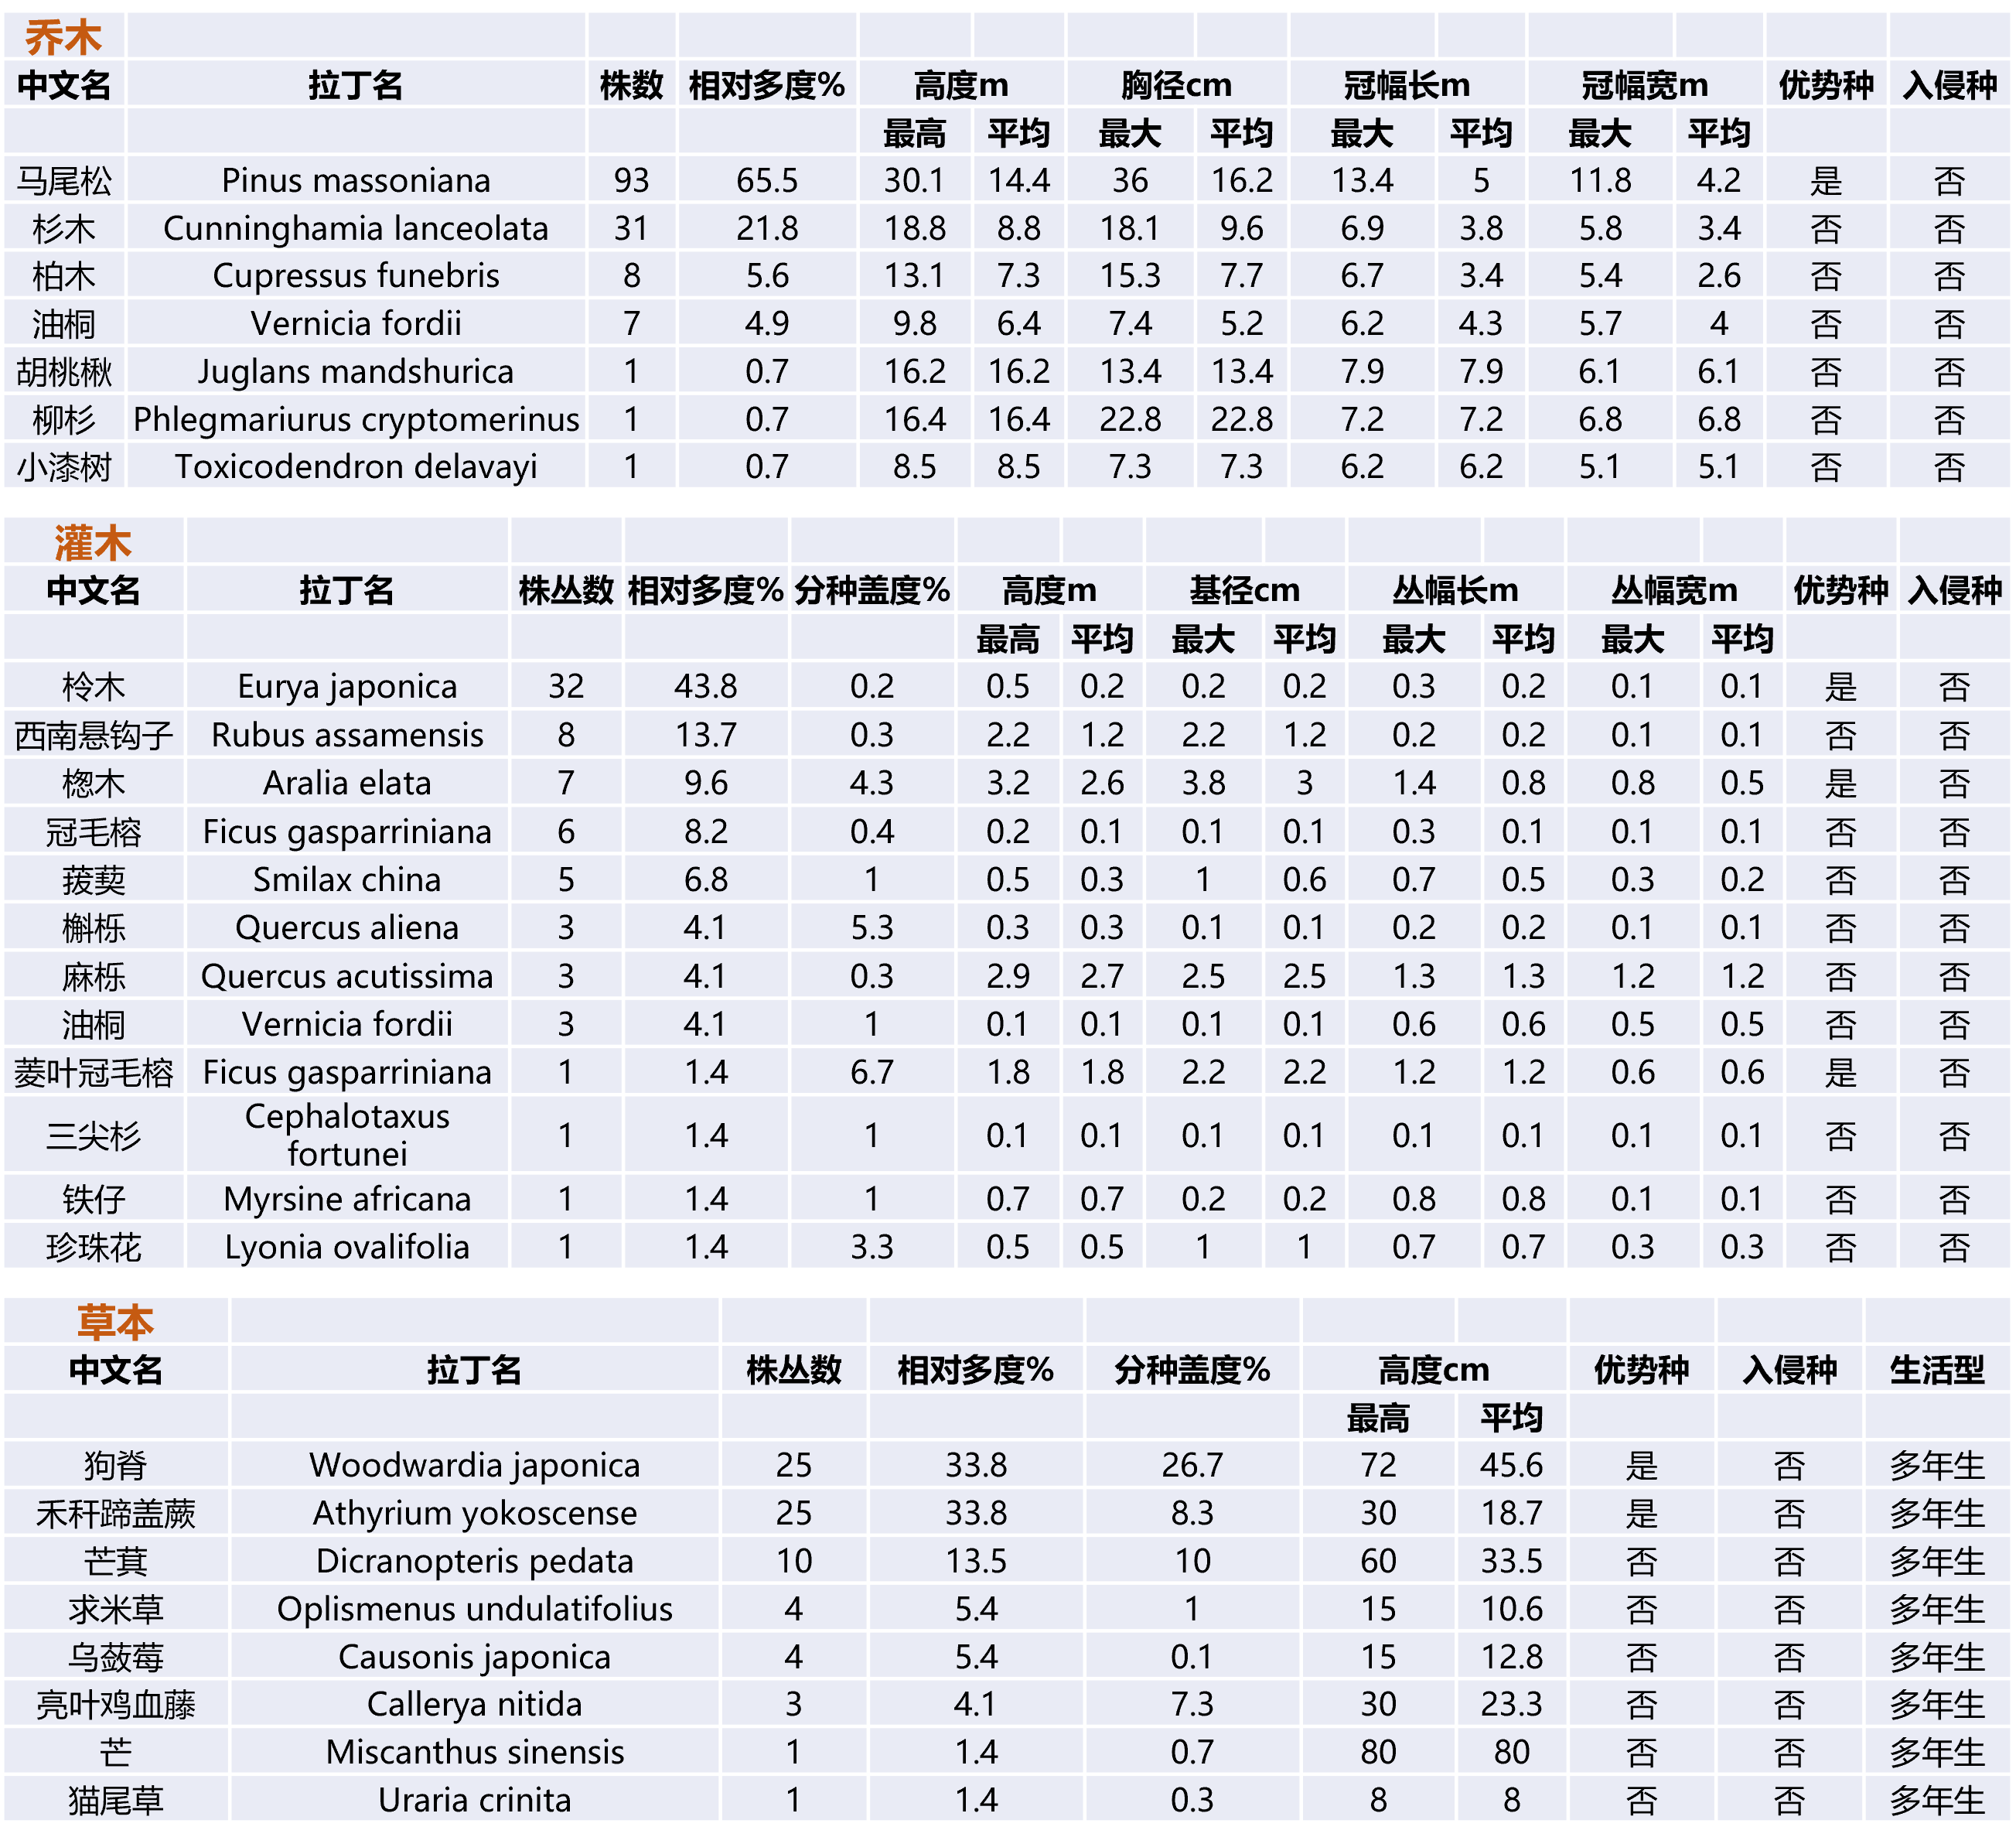 乔木
中文名 拉丁名 株数 相对多度% 高度m 胸径cm 冠幅长m 冠幅宽m 优势种 入侵种
最高 平均 最大 平均 最大 平均 最大 平均
马尾松 Pinus massoniana 93 65.5 30.1 14.4 36 16.2 13.4 5 11.8 4.2 是 否
杉木 Cunninghamia lanceolata 31 21.8 18.8 8.8 18.1 9.6 6.9 3.8 5.8 3.4 否 否
柏木 Cupressus funebris 8 5.6 13.1 7.3 15.3 7.7 6.7 3.4 5.4 2.6 否 否
油桐 Vernicia fordii 7 4.9 9.8 6.4 7.4 5.2 6.2 4.3 5.7 4 否 否
胡桃楸 Juglans mandshurica 1 0.7 16.2 16.2 13.4 13.4 7.9 7.9 6.1 6.1 否 否
柳杉 Phlegmariurus cryptomerinus 1 0.7 16.4 16.4 22.8 22.8 7.2 7.2 6.8 6.8 否 否
小漆树 Toxicodendron delavayi 1 0.7 8.5 8.5 7.3 7.3 6.2 6.2 5.1 5.1 否 否
灌木
中文名 拉丁名 株丛数 相对多度% 分种盖度% 高度m 基径cm 丛幅长m 丛幅宽m 优势种 入侵种
最高 平均 最大 平均 最大 平均 最大 平均
柃木 Eurya japonica 32 43.8 0.2 0.5 0.2 0.2 0.2 0.3 0.2 0.1 0.1 是 否
西南悬钩子 Rubus assamensis 8 13.7 0.3 2.2 1.2 2.2 1.2 0.2 0.2 0.1 0.1 否 否
楤木 Aralia elata 7 9.6 4.3 3.2 2.6 3.8 3 1.4 0.8 0.8 0.5 是 否
冠毛榕 Ficus gasparriniana 6 8.2 0.4 0.2 0.1 0.1 0.1 0.3 0.1 0.1 0.1 否 否
菝葜 Smilax china 5 6.8 1 0.5 0.3 1 0.6 0.7 0.5 0.3 0.2 否 否
槲栎 Quercus aliena 3 4.1 5.3 0.3 0.3 0.1 0.1 0.2 0.2 0.1 0.1 否 否
麻栎 Quercus acutissima 3 4.1 0.3 2.9 2.7 2.5 2.5 1.3 1.3 1.2 1.2 否 否
油桐 Vernicia fordii 3 4.1 1 0.1 0.1 0.1 0.1 0.6 0.6 0.5 0.5 否 否
菱叶冠毛榕 Ficus gasparriniana 1 1.4 6.7 1.8 1.8 2.2 2.2 1.2 1.2 0.6 0.6 是 否
三尖杉 Cephalotaxus fortunei 1 1.4 1 0.1 0.1 0.1 0.1 0.1 0.1 0.1 0.1 否 否
铁仔 Myrsine africana 1 1.4 1 0.7 0.7 0.2 0.2 0.8 0.8 0.1 0.1 否 否
珍珠花 Lyonia ovalifolia 1 1.4 3.3 0.5 0.5 1 1 0.7 0.7 0.3 0.3 否 否
草本
中文名 拉丁名 株丛数 相对多度% 分种盖度% 高度cm 优势种 入侵种 生活型
最高 平均
狗脊 Woodwardia japonica 25 33.8 26.7 72 45.6 是 否 多年生
禾秆蹄盖蕨 Athyrium yokoscense 25 33.8 8.3 30 18.7 是 否 多年生
芒萁 Dicranopteris pedata 10 13.5 10 60 33.5 否 否 多年生
求米草 Oplismenus undulatifolius 4 5.4 1 15 10.6 否 否 多年生
乌蔹莓 Causonis japonica 4 5.4 0.1 15 12.8 否 否 多年生
亮叶鸡血藤 Callerya nitida 3 4.1 7.3 30 23.3 否 否 多年生
芒 Miscanthus sinensis 1 1.4 0.7 80 80 否 否 多年生
猫尾草 Uraria crinita 1 1.4 0.3 8 8 否 否 多年生